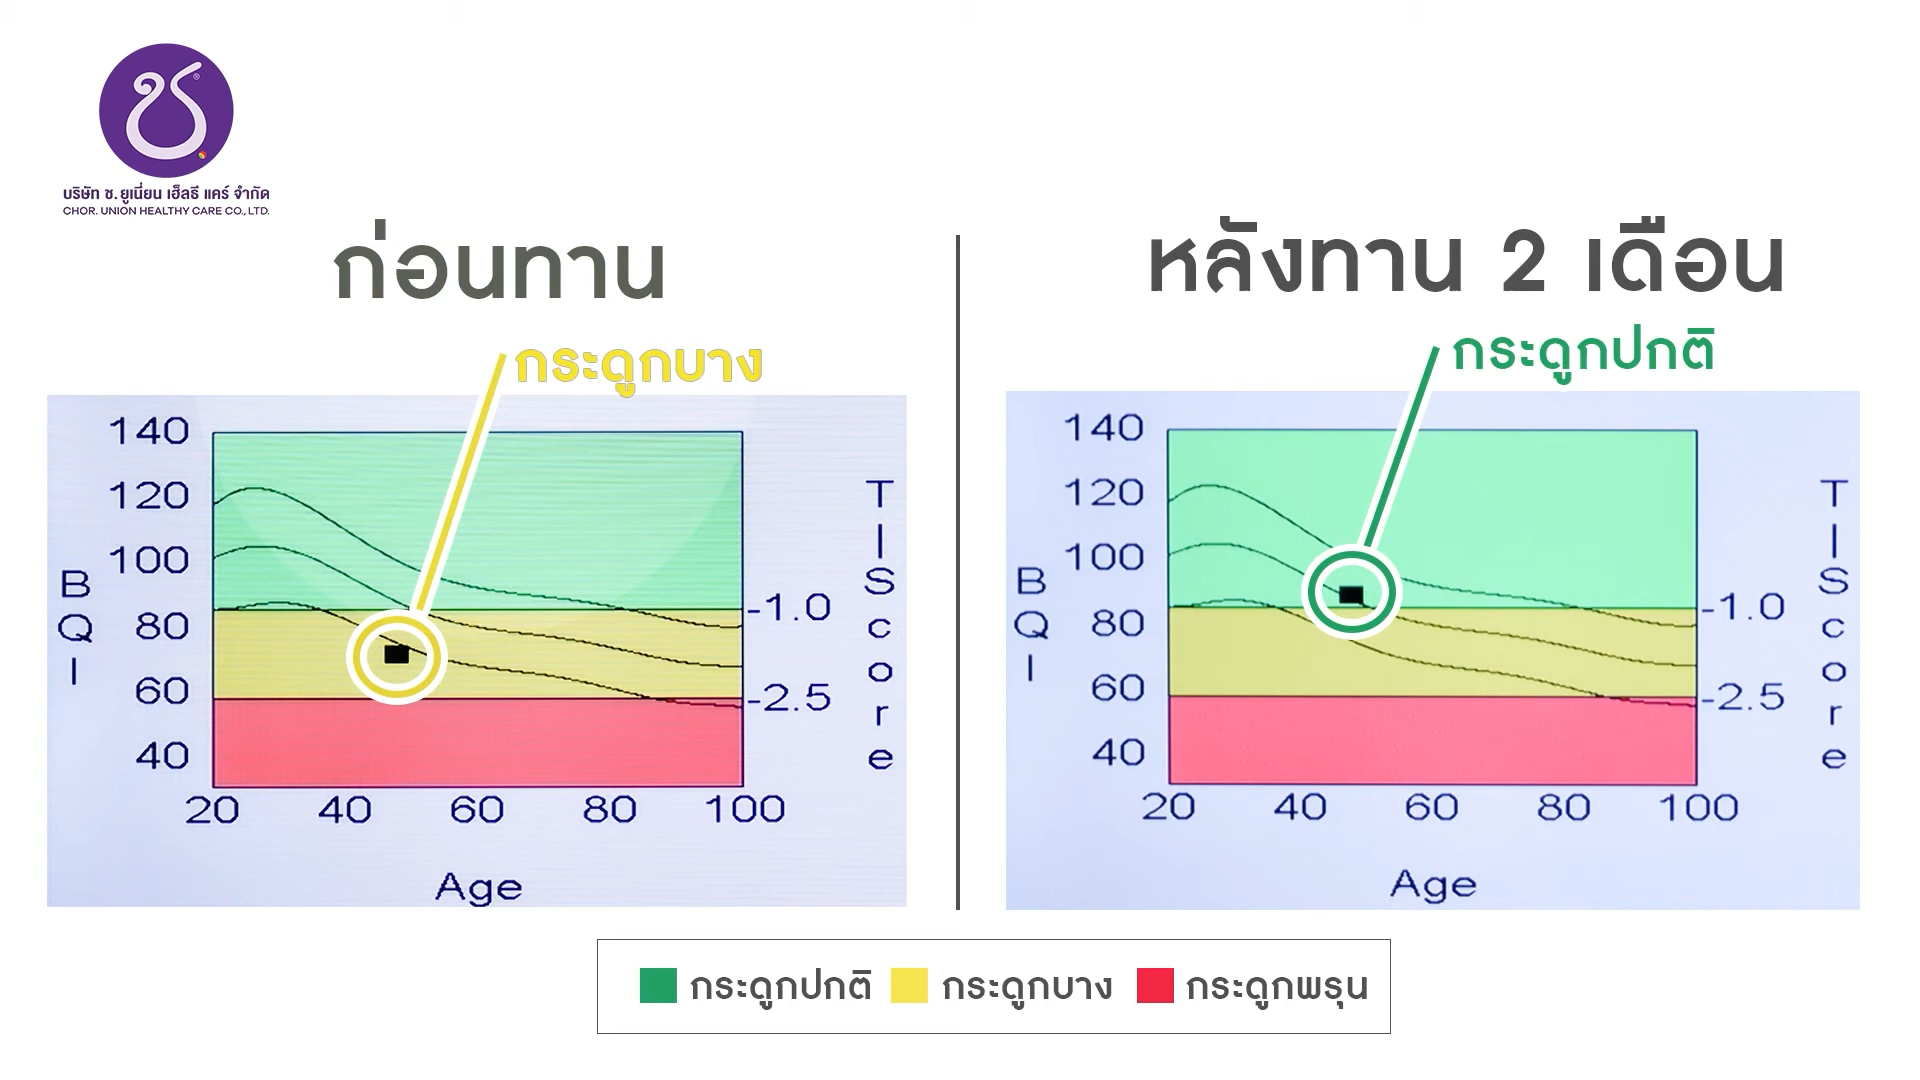 บริษัท ช. ยูเนี่ยน เฮ็ลธี แคร์ จำกัด
CHOR. UNION HEALTHY CARE CO., LTD.
ก่อนทาน
กระดูกบาง
140
120
100
80
60
40
BQI
-1.0
-2.5
T-Score
20 40 60 80 100
Age
หลังทาน 2 เดือน
กระดูกปกติ
140
120
100
80
60
40
BQI
-1.0
-2.5
T-Score
20 40 60 80 100
Age
กระดูกปกติ กระดูกบาง กระดูกพรุน